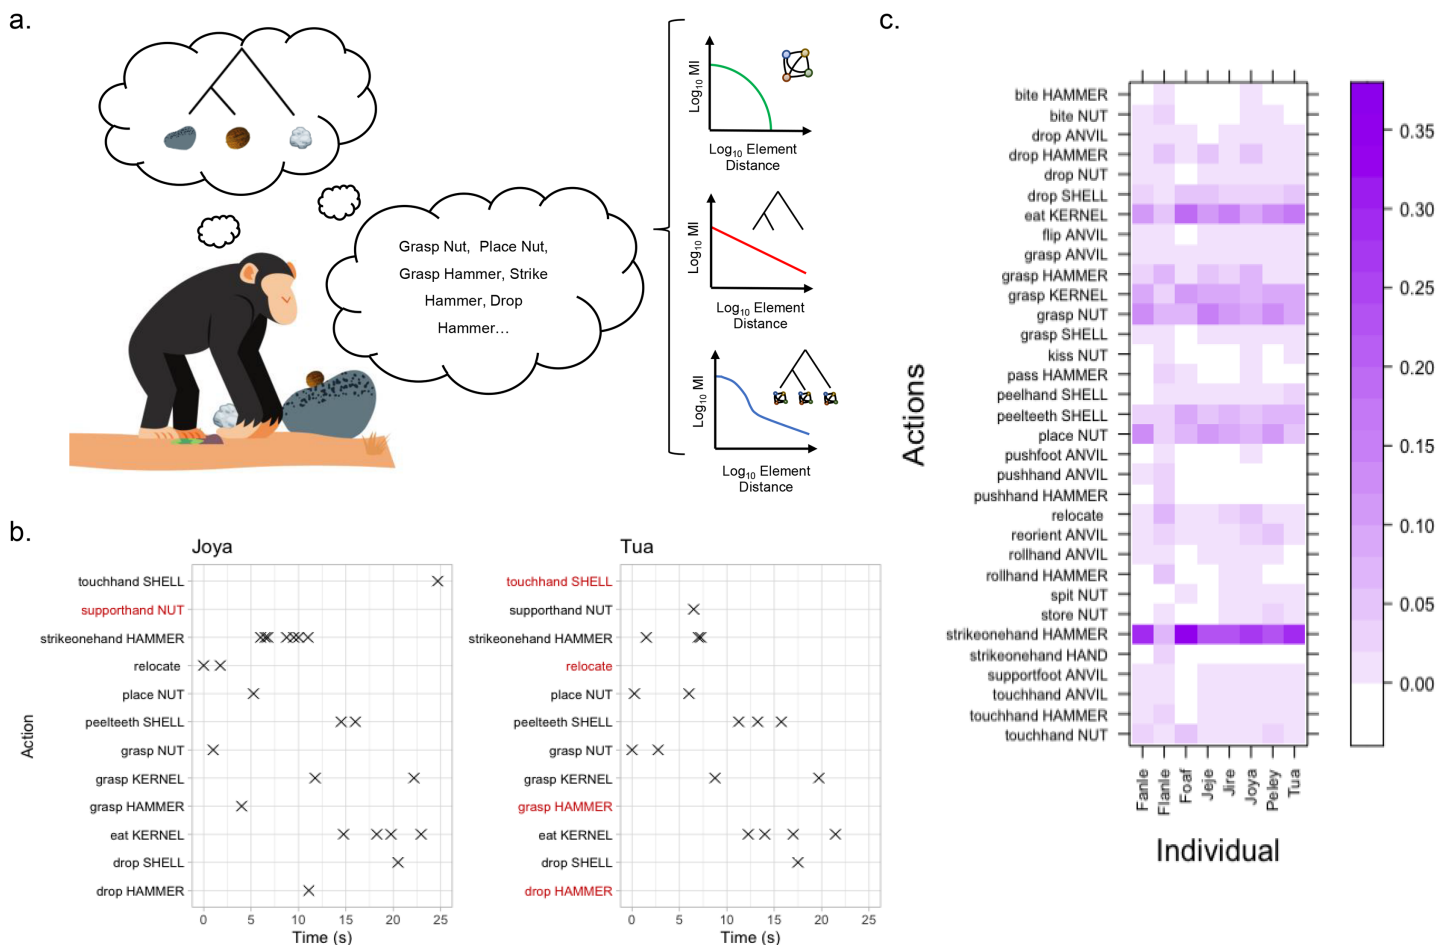 a.
Grasp Nut, Place Nut,
Grasp Hammer, Strike
Hammer, Drop
Hammer…
Log10 MI
Log10 Element
Distance
Log10 MI
Log10 Element
Distance
Log10 MI
Log10 Element
Distance
b.
Joya
Action
touchhand SHELL
supporthand NUT
strikeonehand HAMMER
relocate
place NUT
peelteeth SHELL
grasp NUT
grasp KERNEL
grasp HAMMER
eat KERNEL
drop SHELL
drop HAMMER
0 5 10 15 20 25
Time (s)
Tua
touchhand SHELL
supporthand NUT
strikeonehand HAMMER
relocate
place NUT
peelteeth SHELL
grasp NUT
grasp KERNEL
grasp HAMMER
eat KERNEL
drop SHELL
drop HAMMER
0 5 10 15 20 25
Time (s)
c.
Actions
bite HAMMER
bite NUT
drop ANVIL
drop HAMMER
drop NUT
drop SHELL
eat KERNEL
flip ANVIL
grasp ANVIL
grasp HAMMER
grasp KERNEL
grasp NUT
grasp SHELL
kiss NUT
pass HAMMER
peelhand SHELL
peelteeth SHELL
place NUT
pushfoot ANVIL
pushhand ANVIL
pushhand HAMMER
relocate
reorient ANVIL
rollhand ANVIL
rollhand HAMMER
spit NUT
store NUT
strikeonehand HAMMER
strikeonehand HAND
supportfoot ANVIL
touchhand ANVIL
touchhand HAMMER
touchhand NUT
Fanle Flanle Foaf Jeje Jire Joya Peley Tua
Individual
0.35
0.30
0.25
0.20
0.15
0.10
0.05
0.00